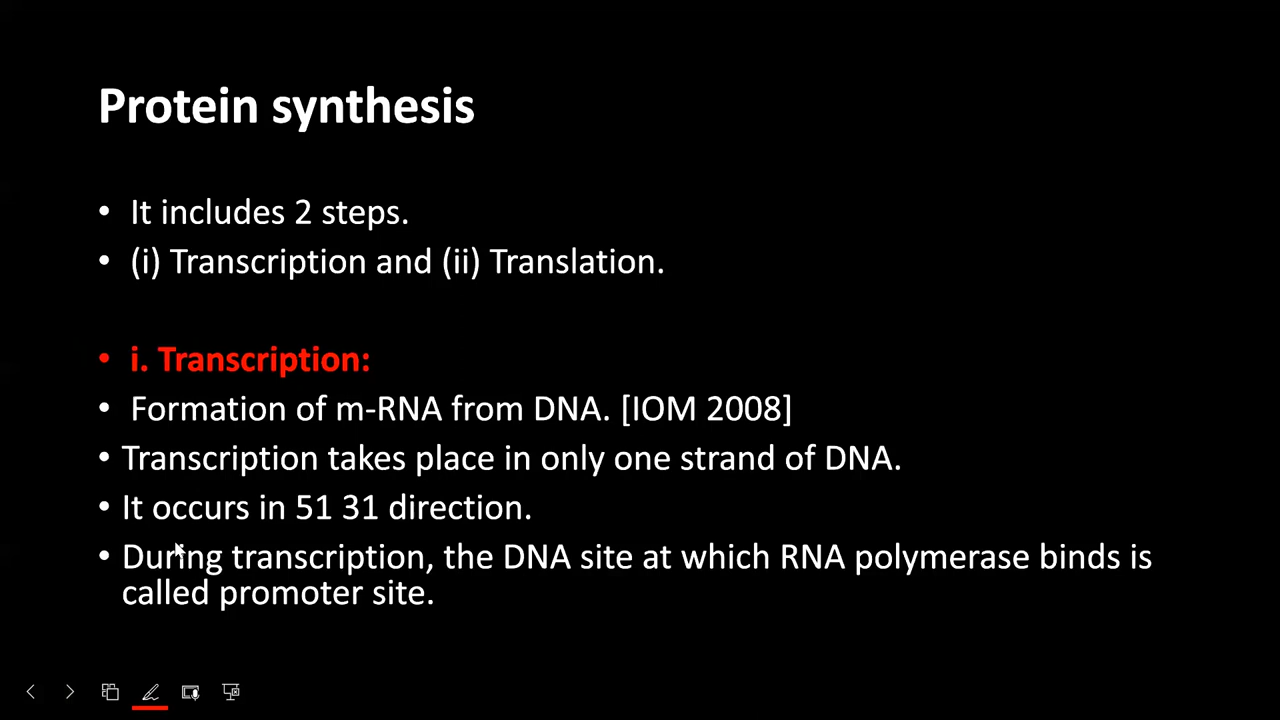 Protein synthesis
• It includes 2 steps.
• (i) Transcription and (ii) Translation.
• i. Transcription:
• Formation of m-RNA from DNA. [IOM 2008]
• Transcription takes place in only one strand of DNA.
• It occurs in 51 31 direction.
• During transcription, the DNA site at which RNA polymerase binds is
called promoter site.